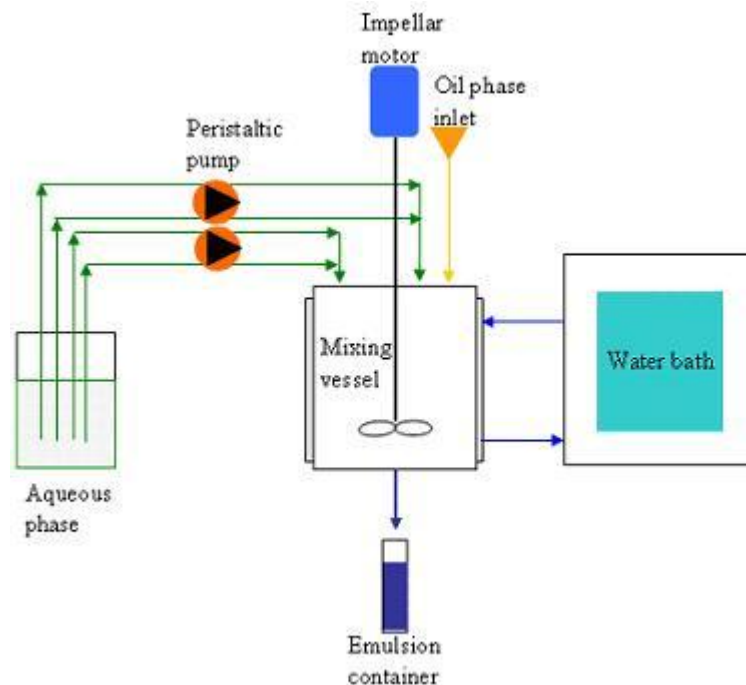 Impellar
motor
Oil phase
inlet
Peristaltic
pump
Mixing
vessel
Water bath
Aqueous
phase
Emulsion
container